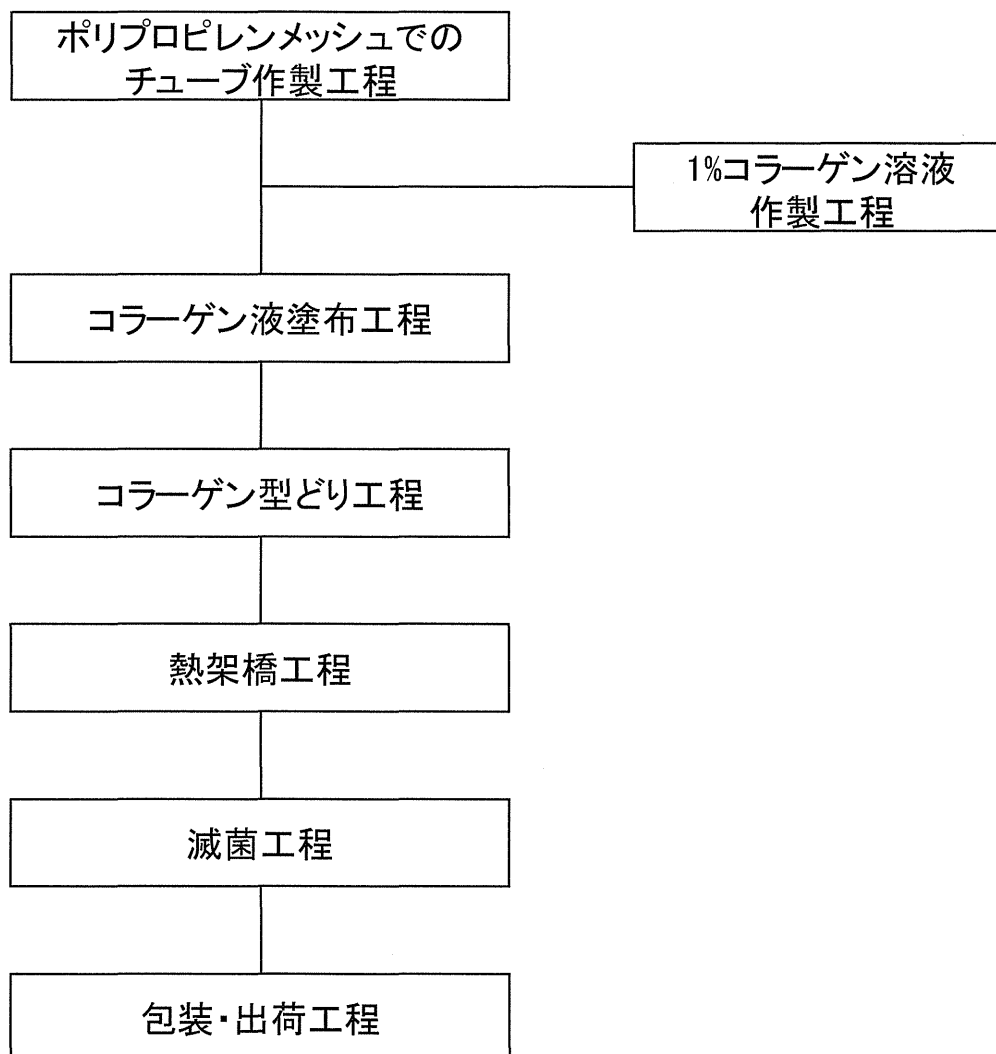 ポリプロピレンメッシュでの
チューブ作製工程
1%コラーゲン溶液
作製工程
コラーゲン液塗布工程
コラーゲン型どり工程
熱架橋工程
滅菌工程
包装・出荷工程